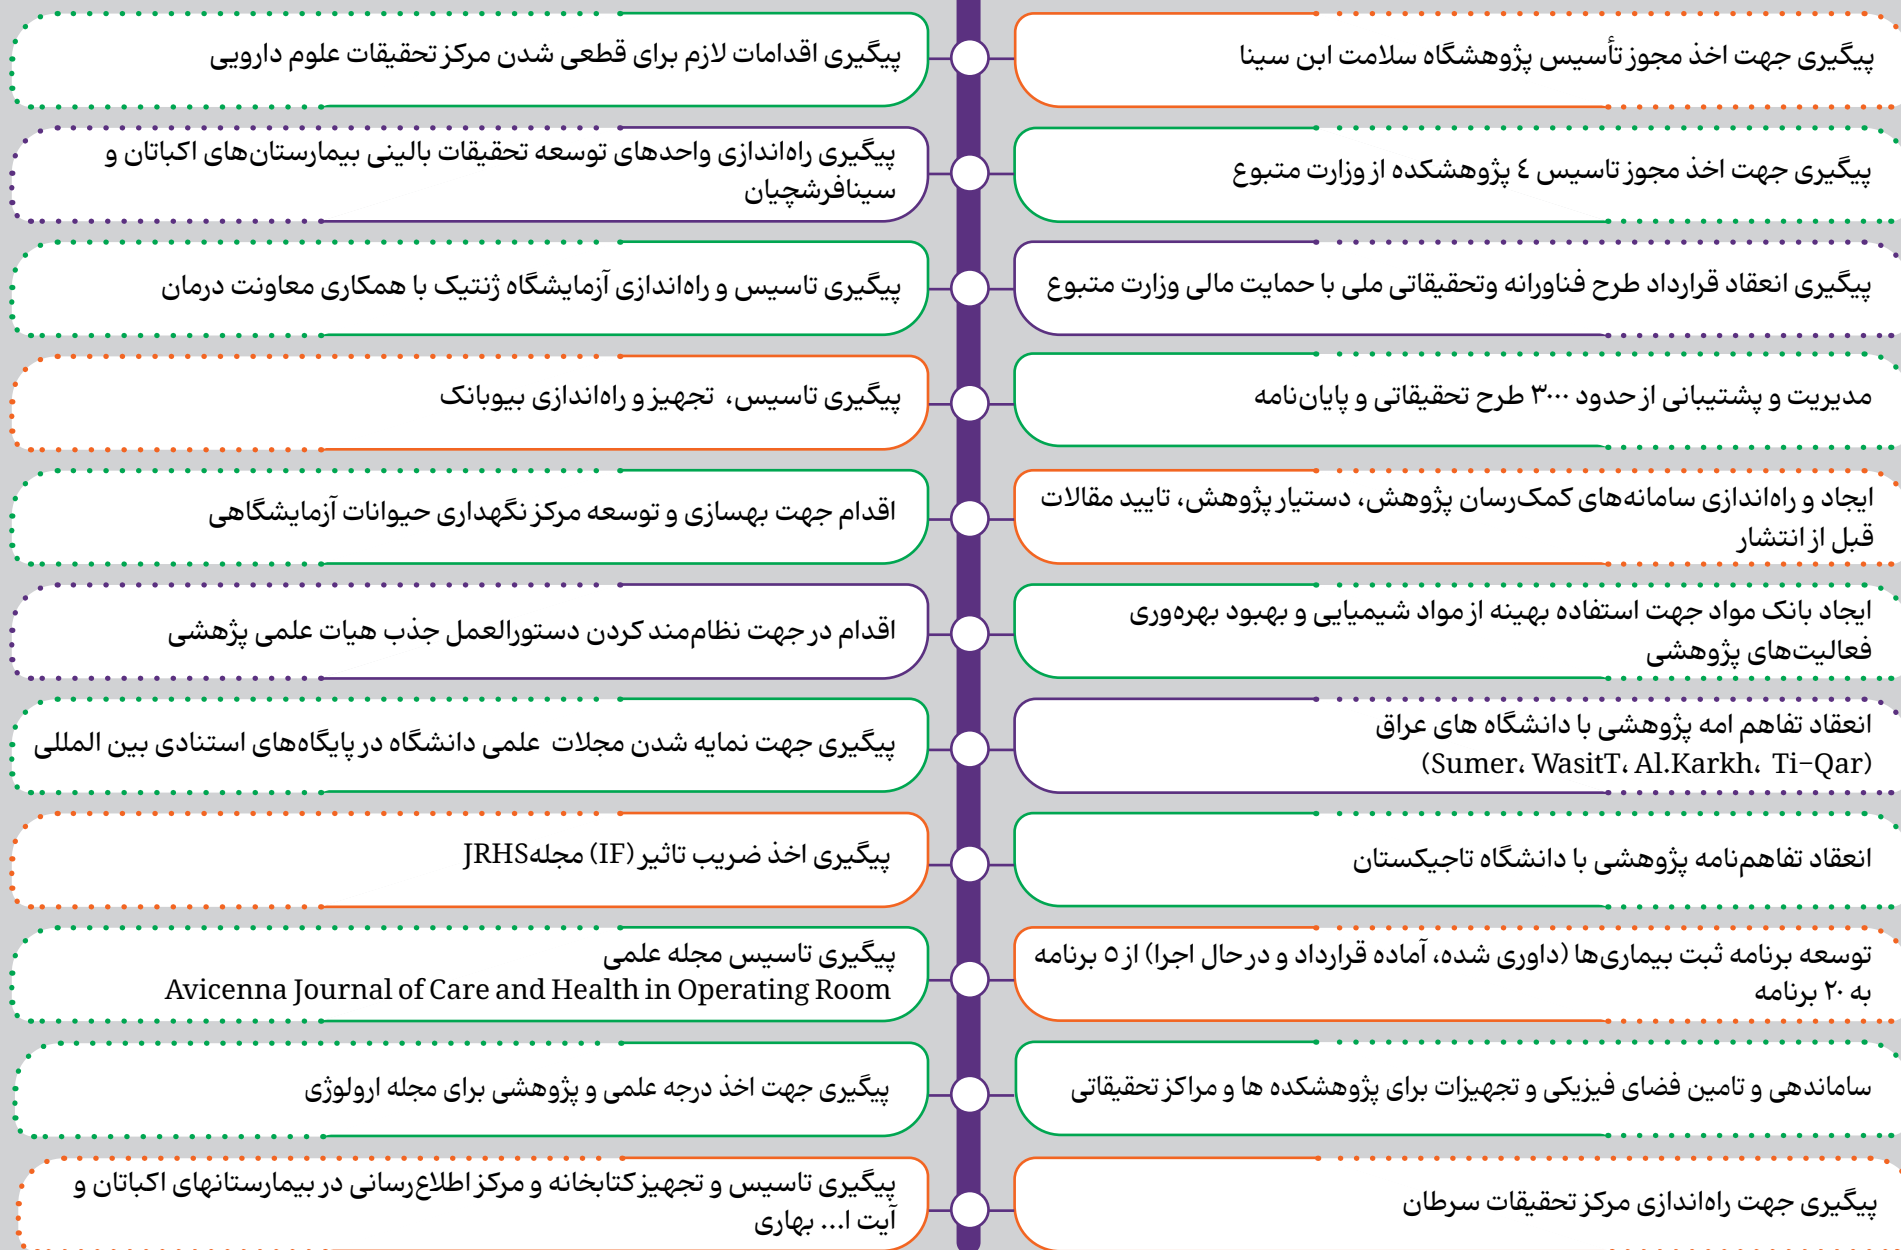 پیگیری جهت اخذ مجوز تأسیس پژوهشگاه سلامت ابن سینا
پیگیری جهت اخذ مجوز تاسیس ٤ پژوهشکده از وزارت متبوع
پیگیری انعقاد قرارداد طرح فناورانه وتحقیقاتی ملی با حمایت مالی وزارت متبوع
مدیریت و پشتیبانی از حدود ۳۰۰۰ طرح تحقیقاتی و پایان‌نامه
ایجاد و راه‌اندازی سامانه‌های کمک‌رسان پژوهش، دستیار پژوهش، تایید مقالات
قبل از انتشار
ایجاد بانک مواد جهت استفاده بهینه از مواد شیمیایی و بهبود بهره‌وری
فعالیت‌های پژوهشی
انعقاد تفاهم امه پژوهشی با دانشگاه های عراق
(Sumer، WasitT، Al.Karkh، Ti-Qar)
انعقاد تفاهم‌نامه پژوهشی با دانشگاه تاجیکستان
توسعه برنامه ثبت بیماری‌ها (داوری شده، آماده قرارداد و در حال اجرا) از ٥ برنامه
به ۲۰ برنامه
ساماندهی و تامین فضای فیزیکی و تجهیزات برای پژوهشکده ها و مراکز تحقیقاتی
پیگیری جهت راه‌اندازی مرکز تحقیقات سرطان
پیگیری اقدامات لازم برای قطعی شدن مرکز تحقیقات علوم دارویی
پیگیری راه‌اندازی واحدهای توسعه تحقیقات بالینی بیمارستان‌های اکباتان و
سینافرشچیان
پیگیری تاسیس و راه‌اندازی آزمایشگاه ژنتیک با همکاری معاونت درمان
پیگیری تاسیس، تجهیز و راه‌اندازی بیوبانک
اقدام جهت بهسازی و توسعه مرکز نگهداری حیوانات آزمایشگاهی
اقدام در جهت نظام‌مند کردن دستورالعمل جذب هیات علمی پژهشی
پیگیری جهت نمایه شدن مجلات علمی دانشگاه در پایگاه‌های استنادی بین المللی
پیگیری اخذ ضریب تاثیر (IF) مجلهJRHS
پیگیری تاسیس مجله علمی
Avicenna Journal of Care and Health in Operating Room
پیگیری جهت اخذ درجه علمی و پژوهشی برای مجله ارولوژی
پیگیری تاسیس و تجهیز کتابخانه و مرکز اطلاع‌رسانی در بیمارستانهای اکباتان و
آیت ا... بهاری